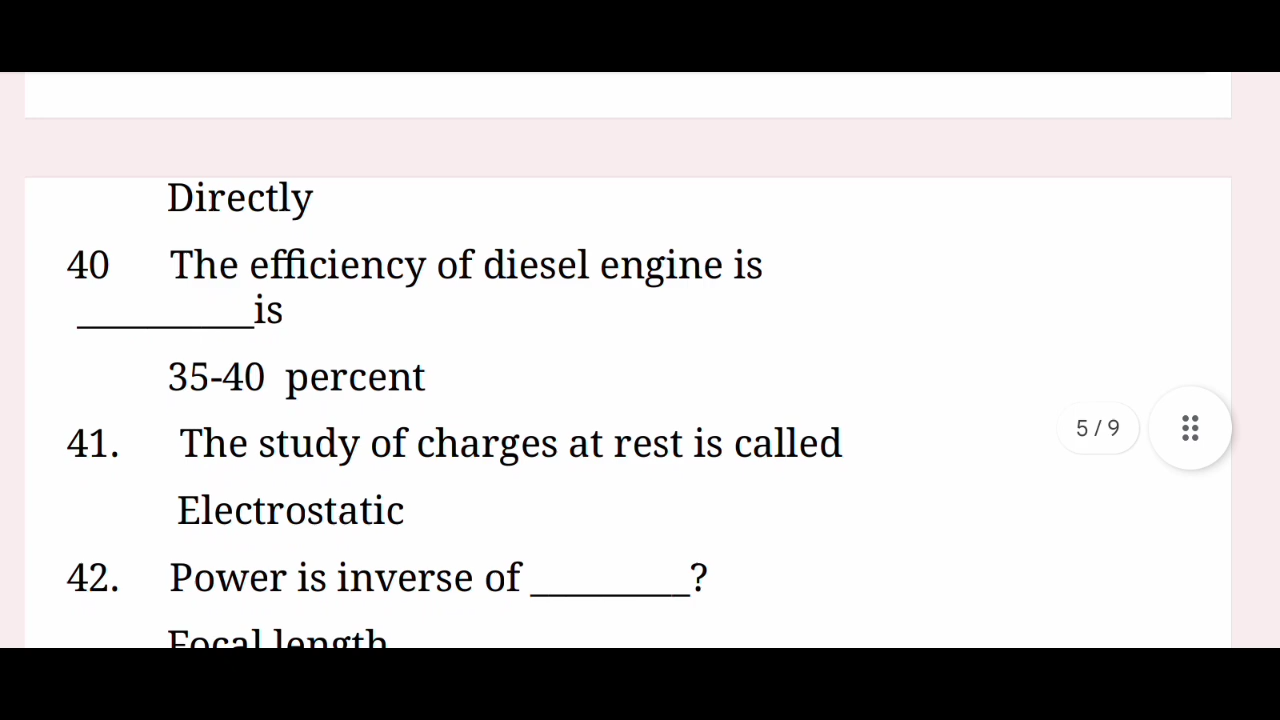 Directly
40 The efficiency of diesel engine is
_________is
35-40 percent
41. The study of charges at rest is called
5 / 9
Electrostatic
42. Power is inverse of ________?
Focal length